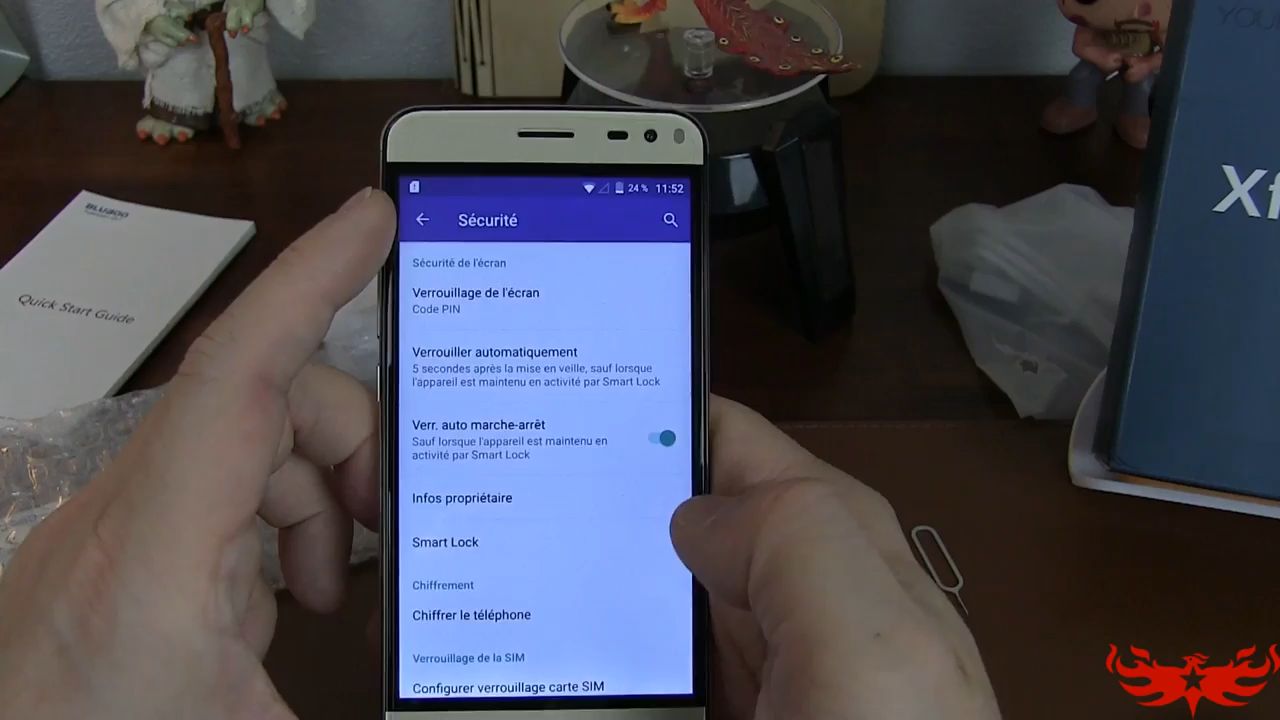 YOU
BLUBOO
Quick Start Guide
Xf
24 % 11:52
Sécurité
Sécurité de l'écran
Verrouillage de l'écran
Code PIN
Verrouiller automatiquement
5 secondes après la mise en veille, sauf lorsque
l'appareil est maintenu en activité par Smart Lock
Verr. auto marche-arrêt
Sauf lorsque l'appareil est maintenu en
activité par Smart Lock
Infos propriétaire
Smart Lock
Chiffrement
Chiffrer le téléphone
Verrouillage de la SIM
Configurer verrouillage carte SIM